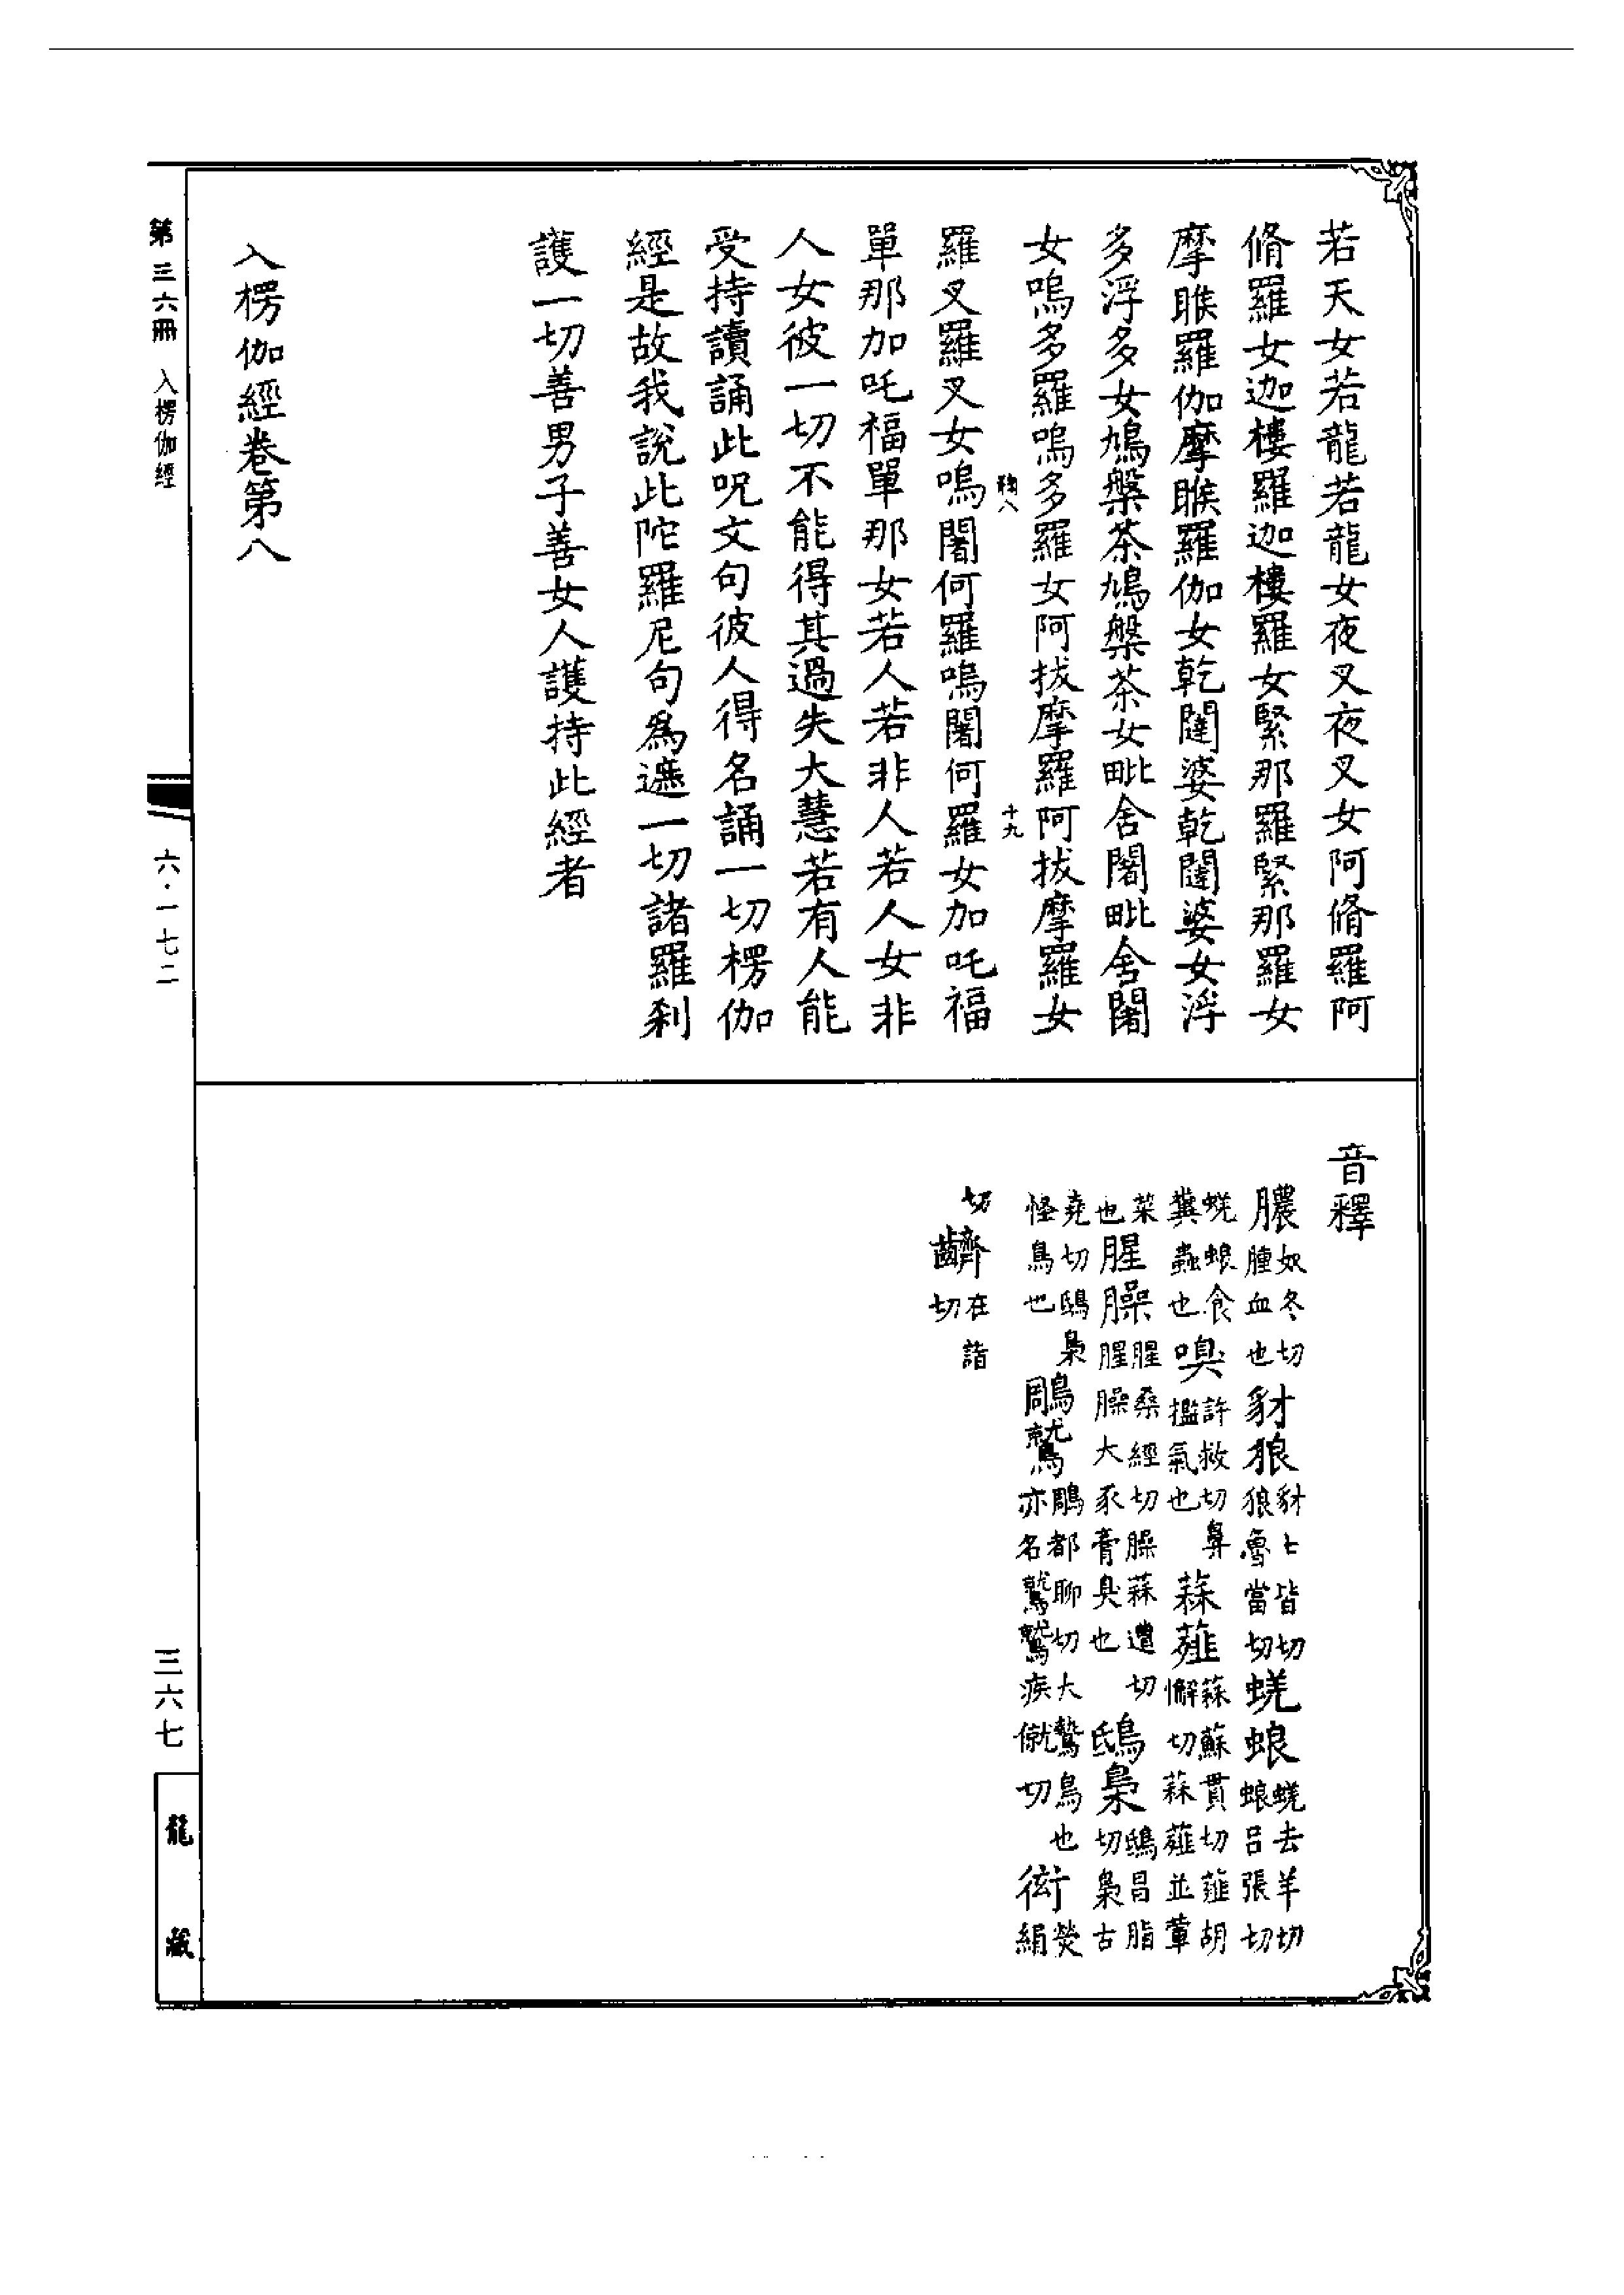 若天女若龍若龍女夜叉夜叉女阿脩羅阿
脩羅女迦樓羅迦樓羅女緊那羅緊那羅女
摩睺羅伽摩睺羅伽女乾闥婆乾闥婆女浮
多浮多女鳩槃茶鳩槃茶女毗舍闍毗舍闍
女嗚多羅嗚多羅女阿拔摩羅阿拔摩羅女
鞠八 十九
羅叉羅叉女嗚闍何羅嗚闍何羅女加吒福
單那加吒福單那女若人若非人若人女非
人女彼一切不能得其過失大慧若有人能
受持讀誦此呪文句彼人得名誦一切楞伽
經是故我說此陀羅尼句為遮一切諸羅剎
護一切善男子善女人護持此經者
入楞伽經卷第八
音釋
膿奴冬切腫血也豺狼豺七皆切狼魯當切蜣蜋蜣去羊切蜋呂張切
蜣蜋食糞蟲也嗅許救切鼻搵氣也蒜薤蒜蘇貫切薤胡懈切蒜薤並葷
菜也腥臊腥桑經切臊蘇遭切腥臊犬豕膏臭也鴟梟鴟昌脂切梟古
堯切鴟梟怪鳥也鵰鷲鵰都聊切大鷙鳥也亦名鷲鷲疾僦切衒熒絹
切齌在詣切
第三六冊 入楞伽經
六·一七二
三六七
龍藏